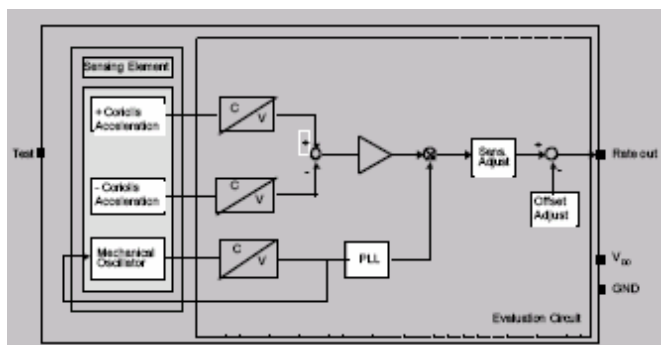 Sensing Element
+ Coriolis
Acceleration
C
V
+
-
Test
Sens.
Adjust
+
-
Rate out
- Coriolis
Acceleration
C
V
Offset
Adjust
Mechanical
Oscillator
C
V
PLL
V_DD
GND
Evaluation Circuit